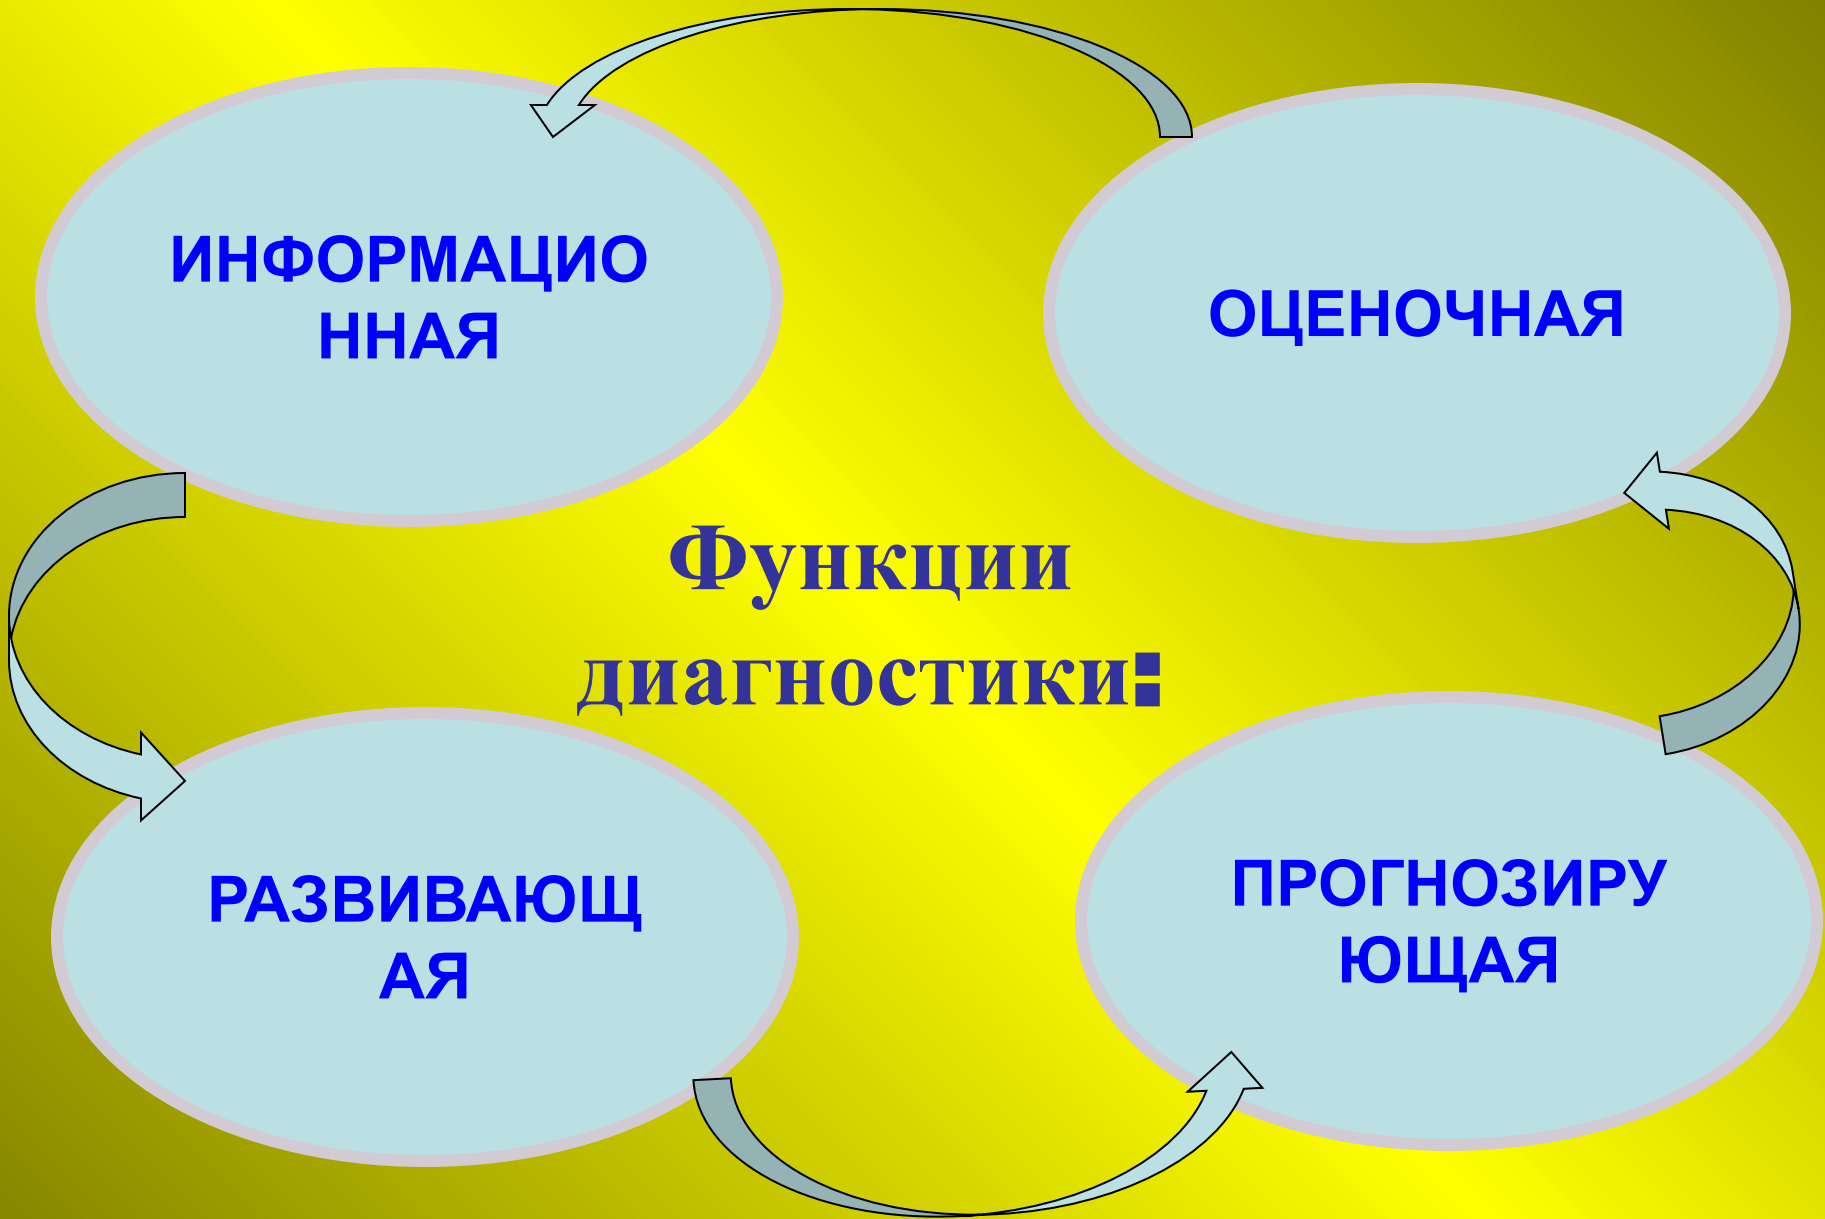 ИНФОРМАЦИО
ННАЯ
ОЦЕНОЧНАЯ
Функции
диагностики:
РАЗВИВАЮЩ
АЯ
ПРОГНОЗИРУ
ЮЩАЯ